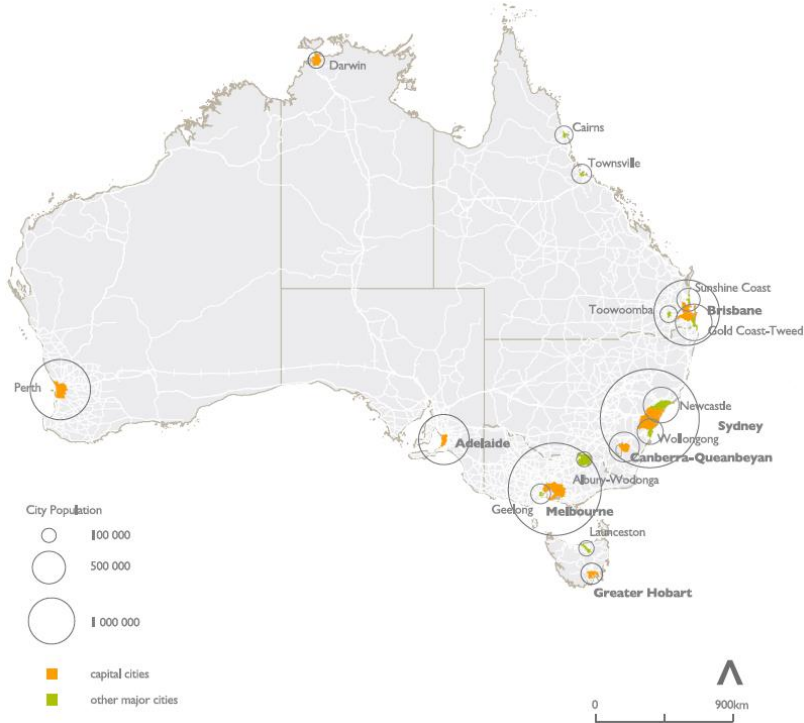 Darwin
Cairns
Townsville
Sunshine Coast
Toowoomba
Brisbane
Gold Coast-Tweed
Perth
Newcastle
Sydney
Adelaide
Wollongong
Canberra-Queanbeyan
Albury-Wodonga
Geelong
Melbourne
Launceston
Greater Hobart
City Population
100 000
500 000
1 000 000
capital cities
other major cities
0
900km